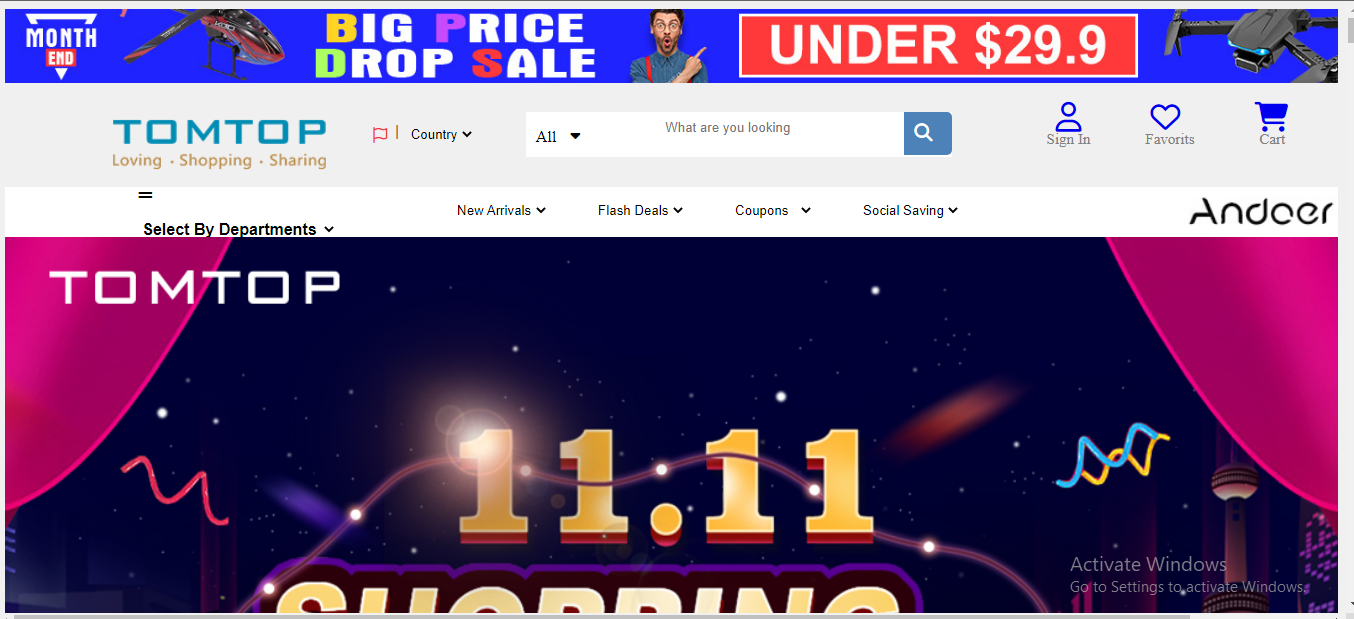 MONTH
END
BIG PRICE
DROP SALE
UNDER $29.9
TOMTOP
Loving · Shopping · Sharing
Country
All
What are you looking
Sign In
Favorits
Cart
Select By Departments
New Arrivals
Flash Deals
Coupons
Social Saving
Andoer
TOMTOP
11.11
SHOPPING
Activate Windows
Go to Settings to activate Windows.